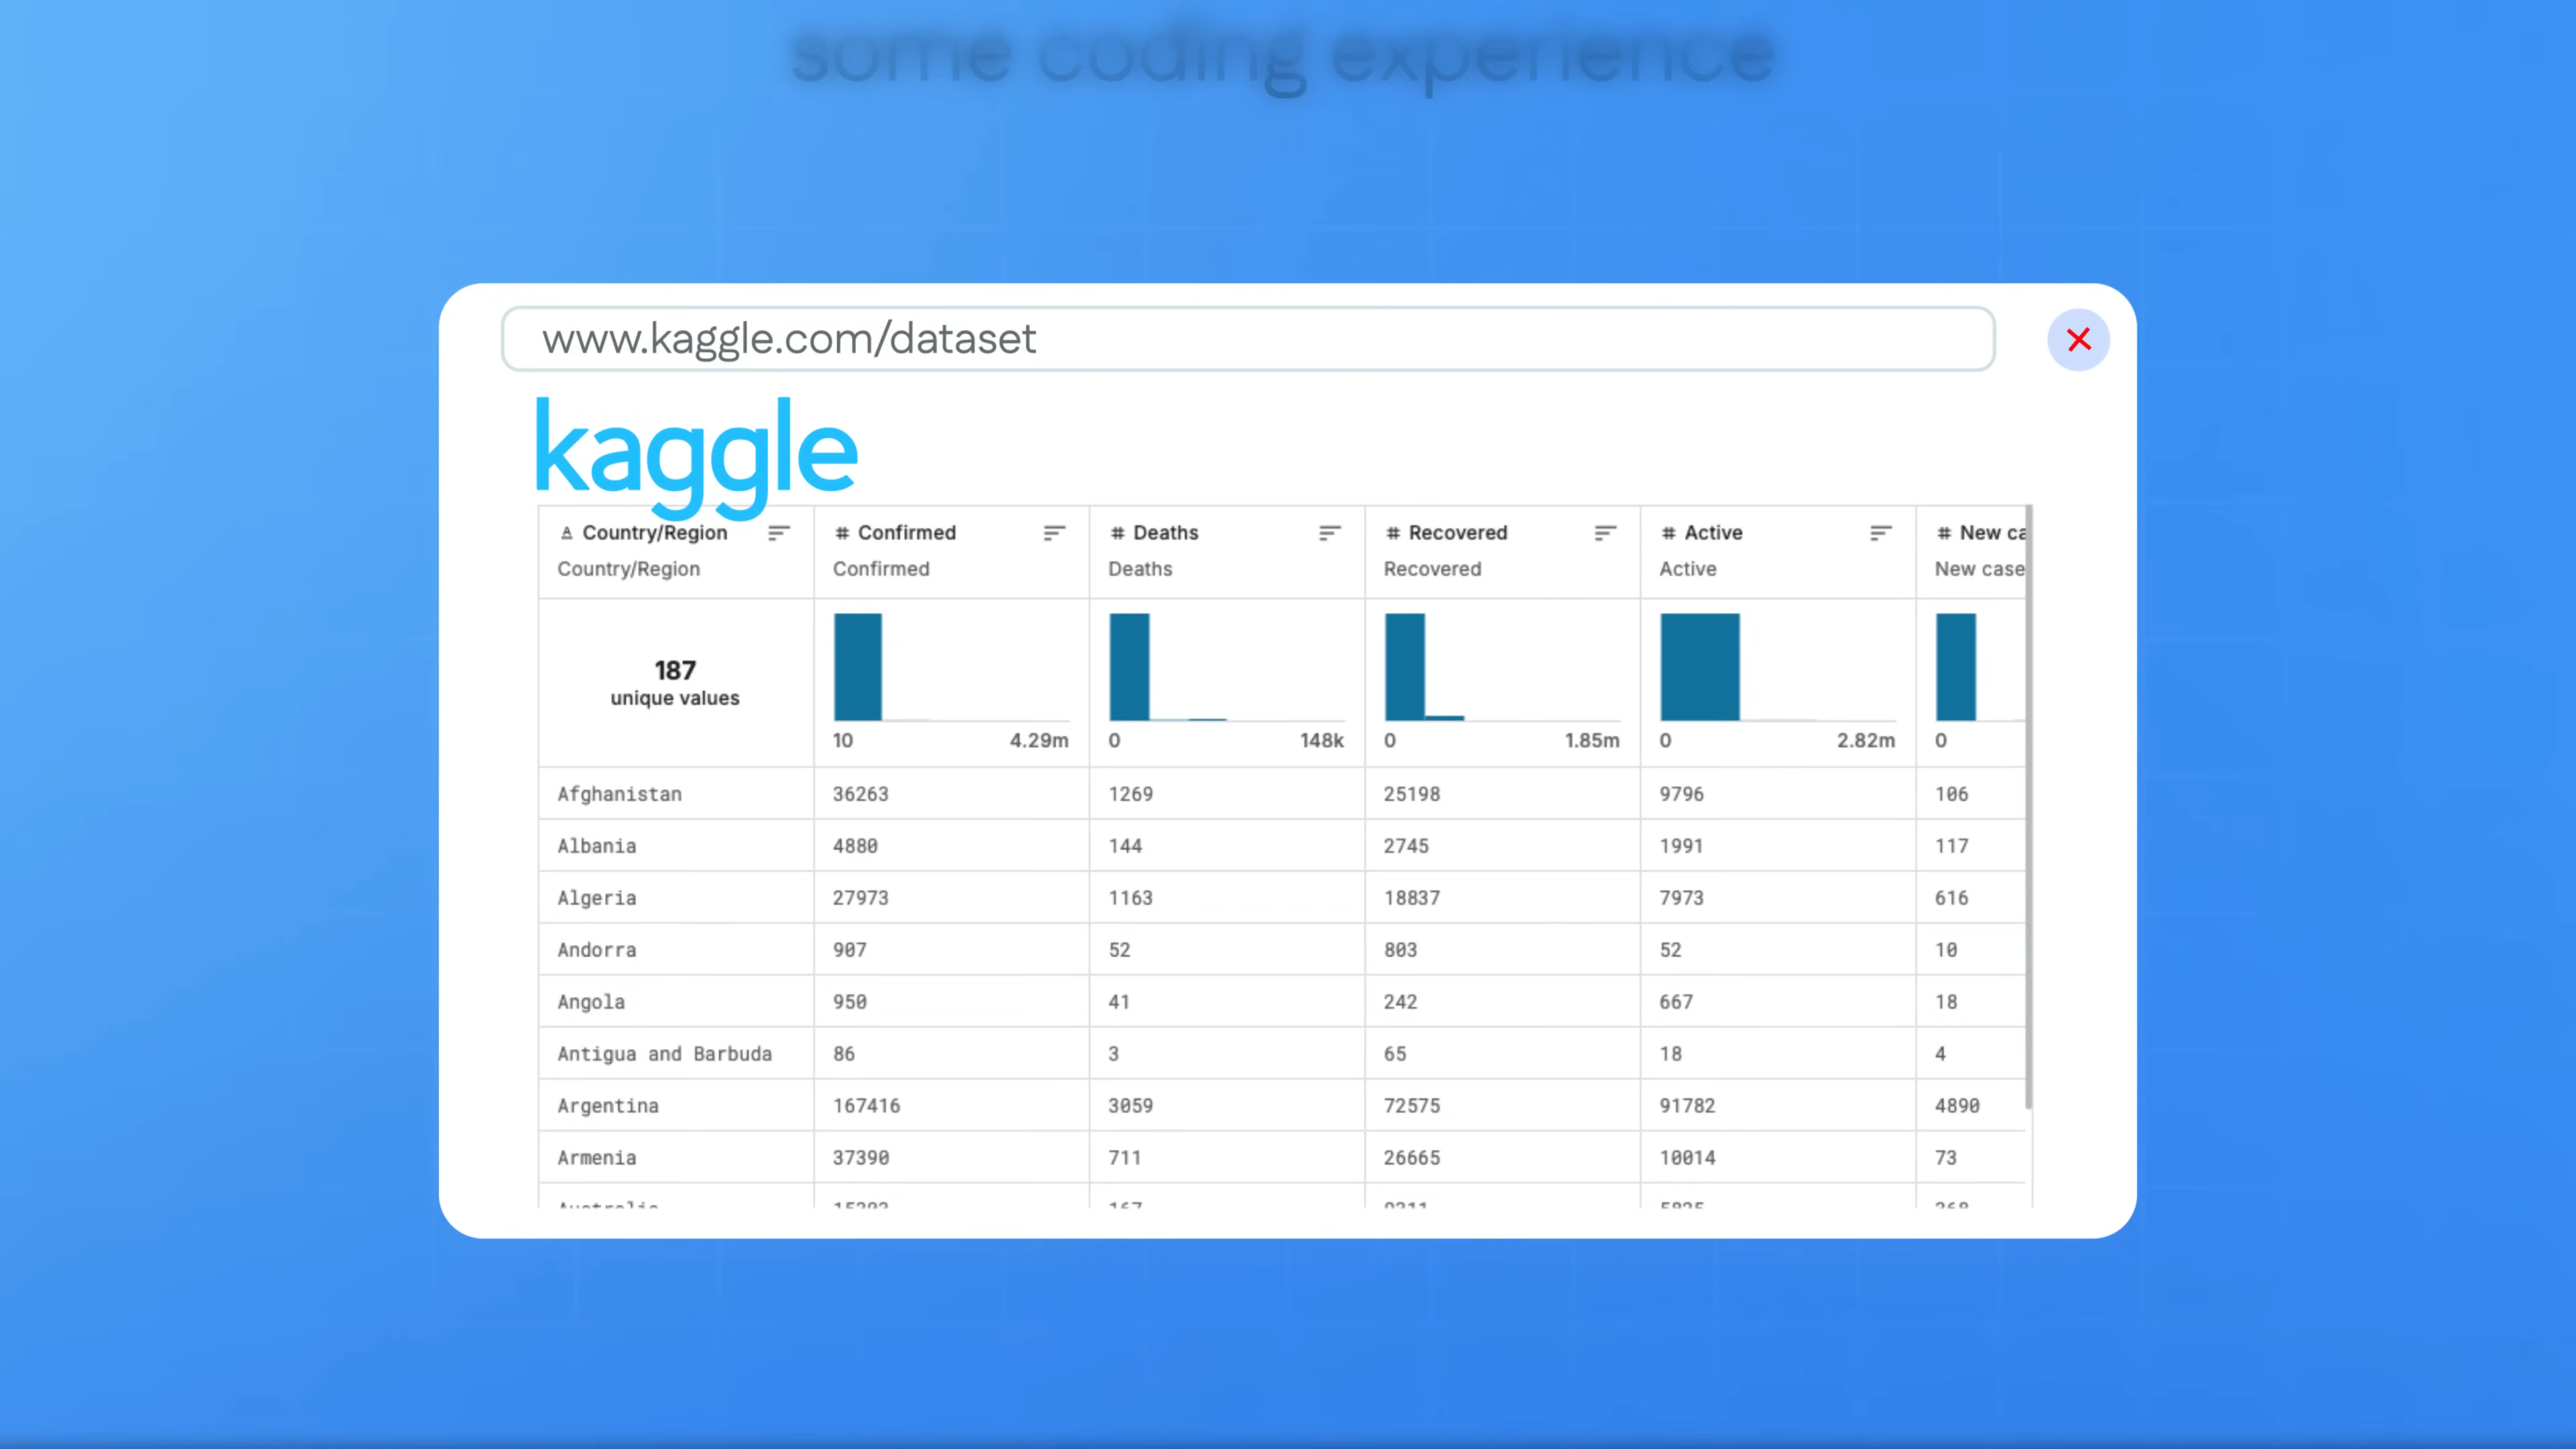 some coding experience
www.kaggle.com/dataset
kaggle
A Country/Region # Confirmed # Deaths # Recovered # Active # New ca
Country/Region Confirmed Deaths Recovered Active New case
187
unique values
10 4.29m 0 148k 0 1.85m 0 2.82m 0
Afghanistan 36263 1269 25198 9796 106
Albania 4880 144 2745 1991 117
Algeria 27973 1163 18837 7973 616
Andorra 907 52 803 52 10
Angola 950 41 242 667 18
Antigua and Barbuda 86 3 65 18 4
Argentina 167416 3059 72575 91782 4890
Armenia 37390 711 26665 10014 73